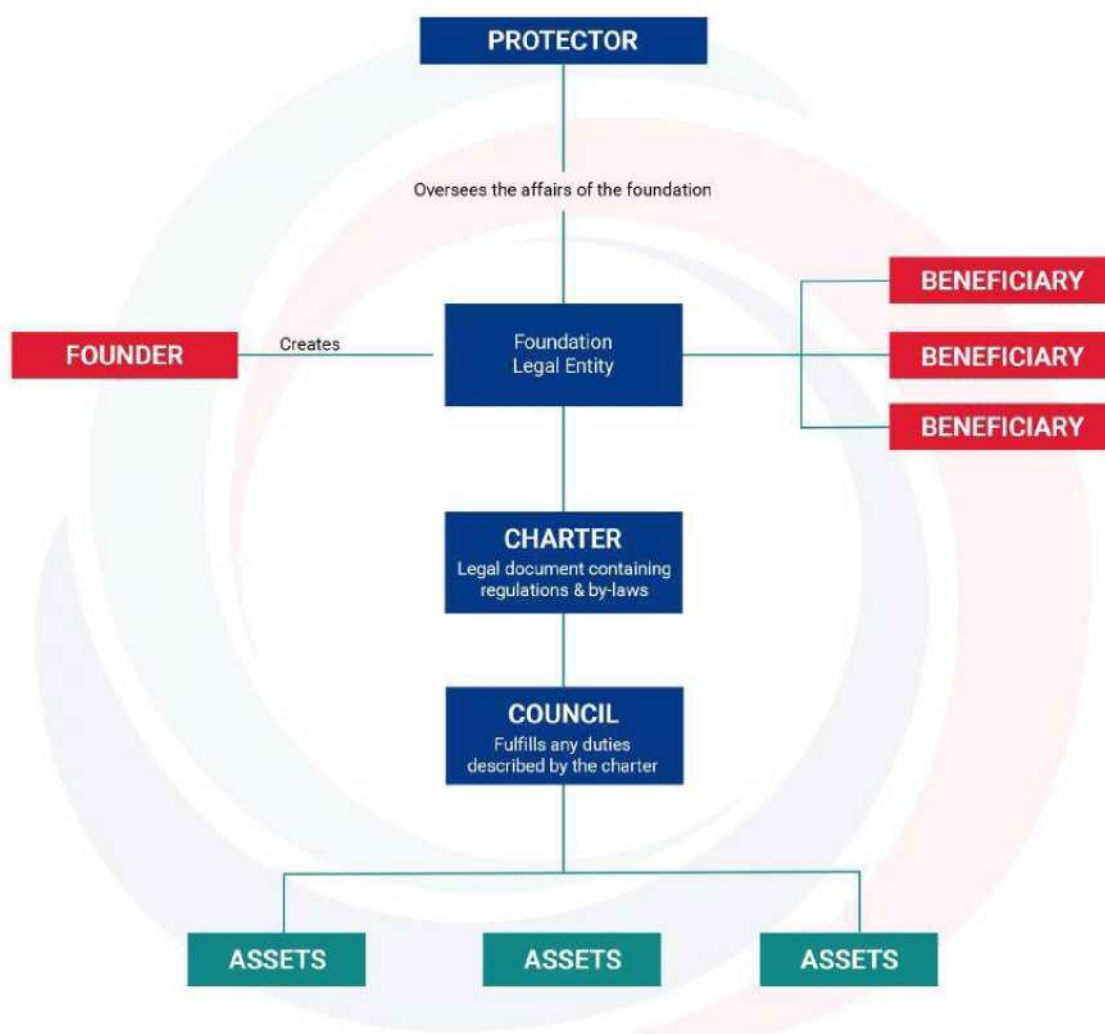 PROTECTOR
Oversees the affairs of the foundation
BENEFICIARY
FOUNDER
Creates
Foundation
Legal Entity
BENEFICIARY
BENEFICIARY
CHARTER
Legal document containing
regulations & by-laws
COUNCIL
Fulfills any duties
described by the charter
ASSETS
ASSETS
ASSETS